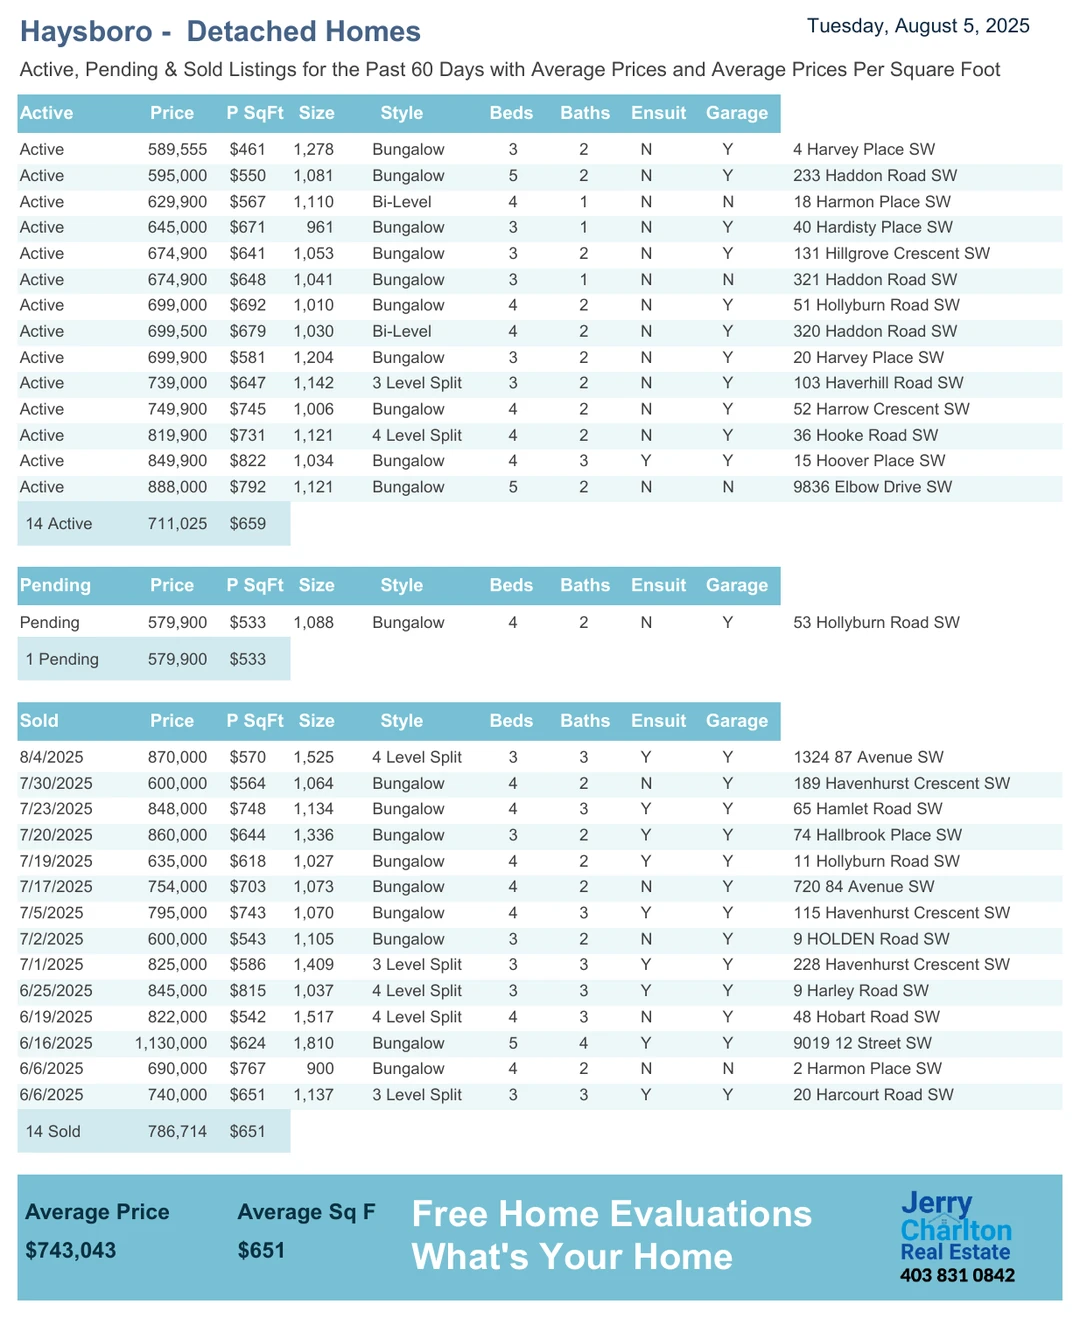 Haysboro - Detached Homes
Tuesday, August 5, 2025
Active, Pending & Sold Listings for the Past 60 Days with Average Prices and Average Prices Per Square Foot
Active Price P SqFt Size Style Beds Baths Ensuit Garage
Active 589,555 $461 1,278 Bungalow 3 2 N Y 4 Harvey Place SW
Active 595,000 $550 1,081 Bungalow 5 2 N Y 233 Haddon Road SW
Active 629,900 $567 1,110 Bi-Level 4 1 N N 18 Harmon Place SW
Active 645,000 $671 961 Bungalow 3 1 N Y 40 Hardisty Place SW
Active 674,900 $641 1,053 Bungalow 3 2 N Y 131 Hillgrove Crescent SW
Active 674,900 $648 1,041 Bungalow 3 1 N N 321 Haddon Road SW
Active 699,000 $692 1,010 Bungalow 4 2 N Y 51 Hollyburn Road SW
Active 699,500 $679 1,030 Bi-Level 4 2 N Y 320 Haddon Road SW
Active 699,900 $581 1,204 Bungalow 3 2 N Y 20 Harvey Place SW
Active 739,000 $647 1,142 3 Level Split 3 2 N Y 103 Haverhill Road SW
Active 749,900 $745 1,006 Bungalow 4 2 N Y 52 Harrow Crescent SW
Active 819,900 $731 1,121 4 Level Split 4 2 N Y 36 Hooke Road SW
Active 849,900 $822 1,034 Bungalow 4 3 Y Y 15 Hoover Place SW
Active 888,000 $792 1,121 Bungalow 5 2 N N 9836 Elbow Drive SW
14 Active 711,025 $659
Pending Price P SqFt Size Style Beds Baths Ensuit Garage
Pending 579,900 $533 1,088 Bungalow 4 2 N Y 53 Hollyburn Road SW
1 Pending 579,900 $533
Sold Price P SqFt Size Style Beds Baths Ensuit Garage
8/4/2025 870,000 $570 1,525 4 Level Split 3 3 Y Y 1324 87 Avenue SW
7/30/2025 600,000 $564 1,064 Bungalow 4 2 N Y 189 Havenhurst Crescent SW
7/23/2025 848,000 $748 1,134 Bungalow 4 3 Y Y 65 Hamlet Road SW
7/20/2025 860,000 $644 1,336 Bungalow 3 2 Y Y 74 Hallbrook Place SW
7/19/2025 635,000 $618 1,027 Bungalow 4 2 Y Y 11 Hollyburn Road SW
7/17/2025 754,000 $703 1,073 Bungalow 4 2 N Y 720 84 Avenue SW
7/5/2025 795,000 $743 1,070 Bungalow 4 3 Y Y 115 Havenhurst Crescent SW
7/2/2025 600,000 $543 1,105 Bungalow 3 2 N Y 9 HOLDEN Road SW
7/1/2025 825,000 $586 1,409 3 Level Split 3 3 Y Y 228 Havenhurst Crescent SW
6/25/2025 845,000 $815 1,037 4 Level Split 3 3 Y Y 9 Harley Road SW
6/19/2025 822,000 $542 1,517 4 Level Split 4 3 N Y 48 Hobart Road SW
6/16/2025 1,130,000 $624 1,810 Bungalow 5 4 Y Y 9019 12 Street SW
6/6/2025 690,000 $767 900 Bungalow 4 2 N N 2 Harmon Place SW
6/6/2025 740,000 $651 1,137 3 Level Split 3 3 Y Y 20 Harcourt Road SW
14 Sold 786,714 $651
Average Price Average Sq F
$743,043 $651
Free Home Evaluations
What's Your Home
Jerry
Charlton
Real Estate
403 831 0842